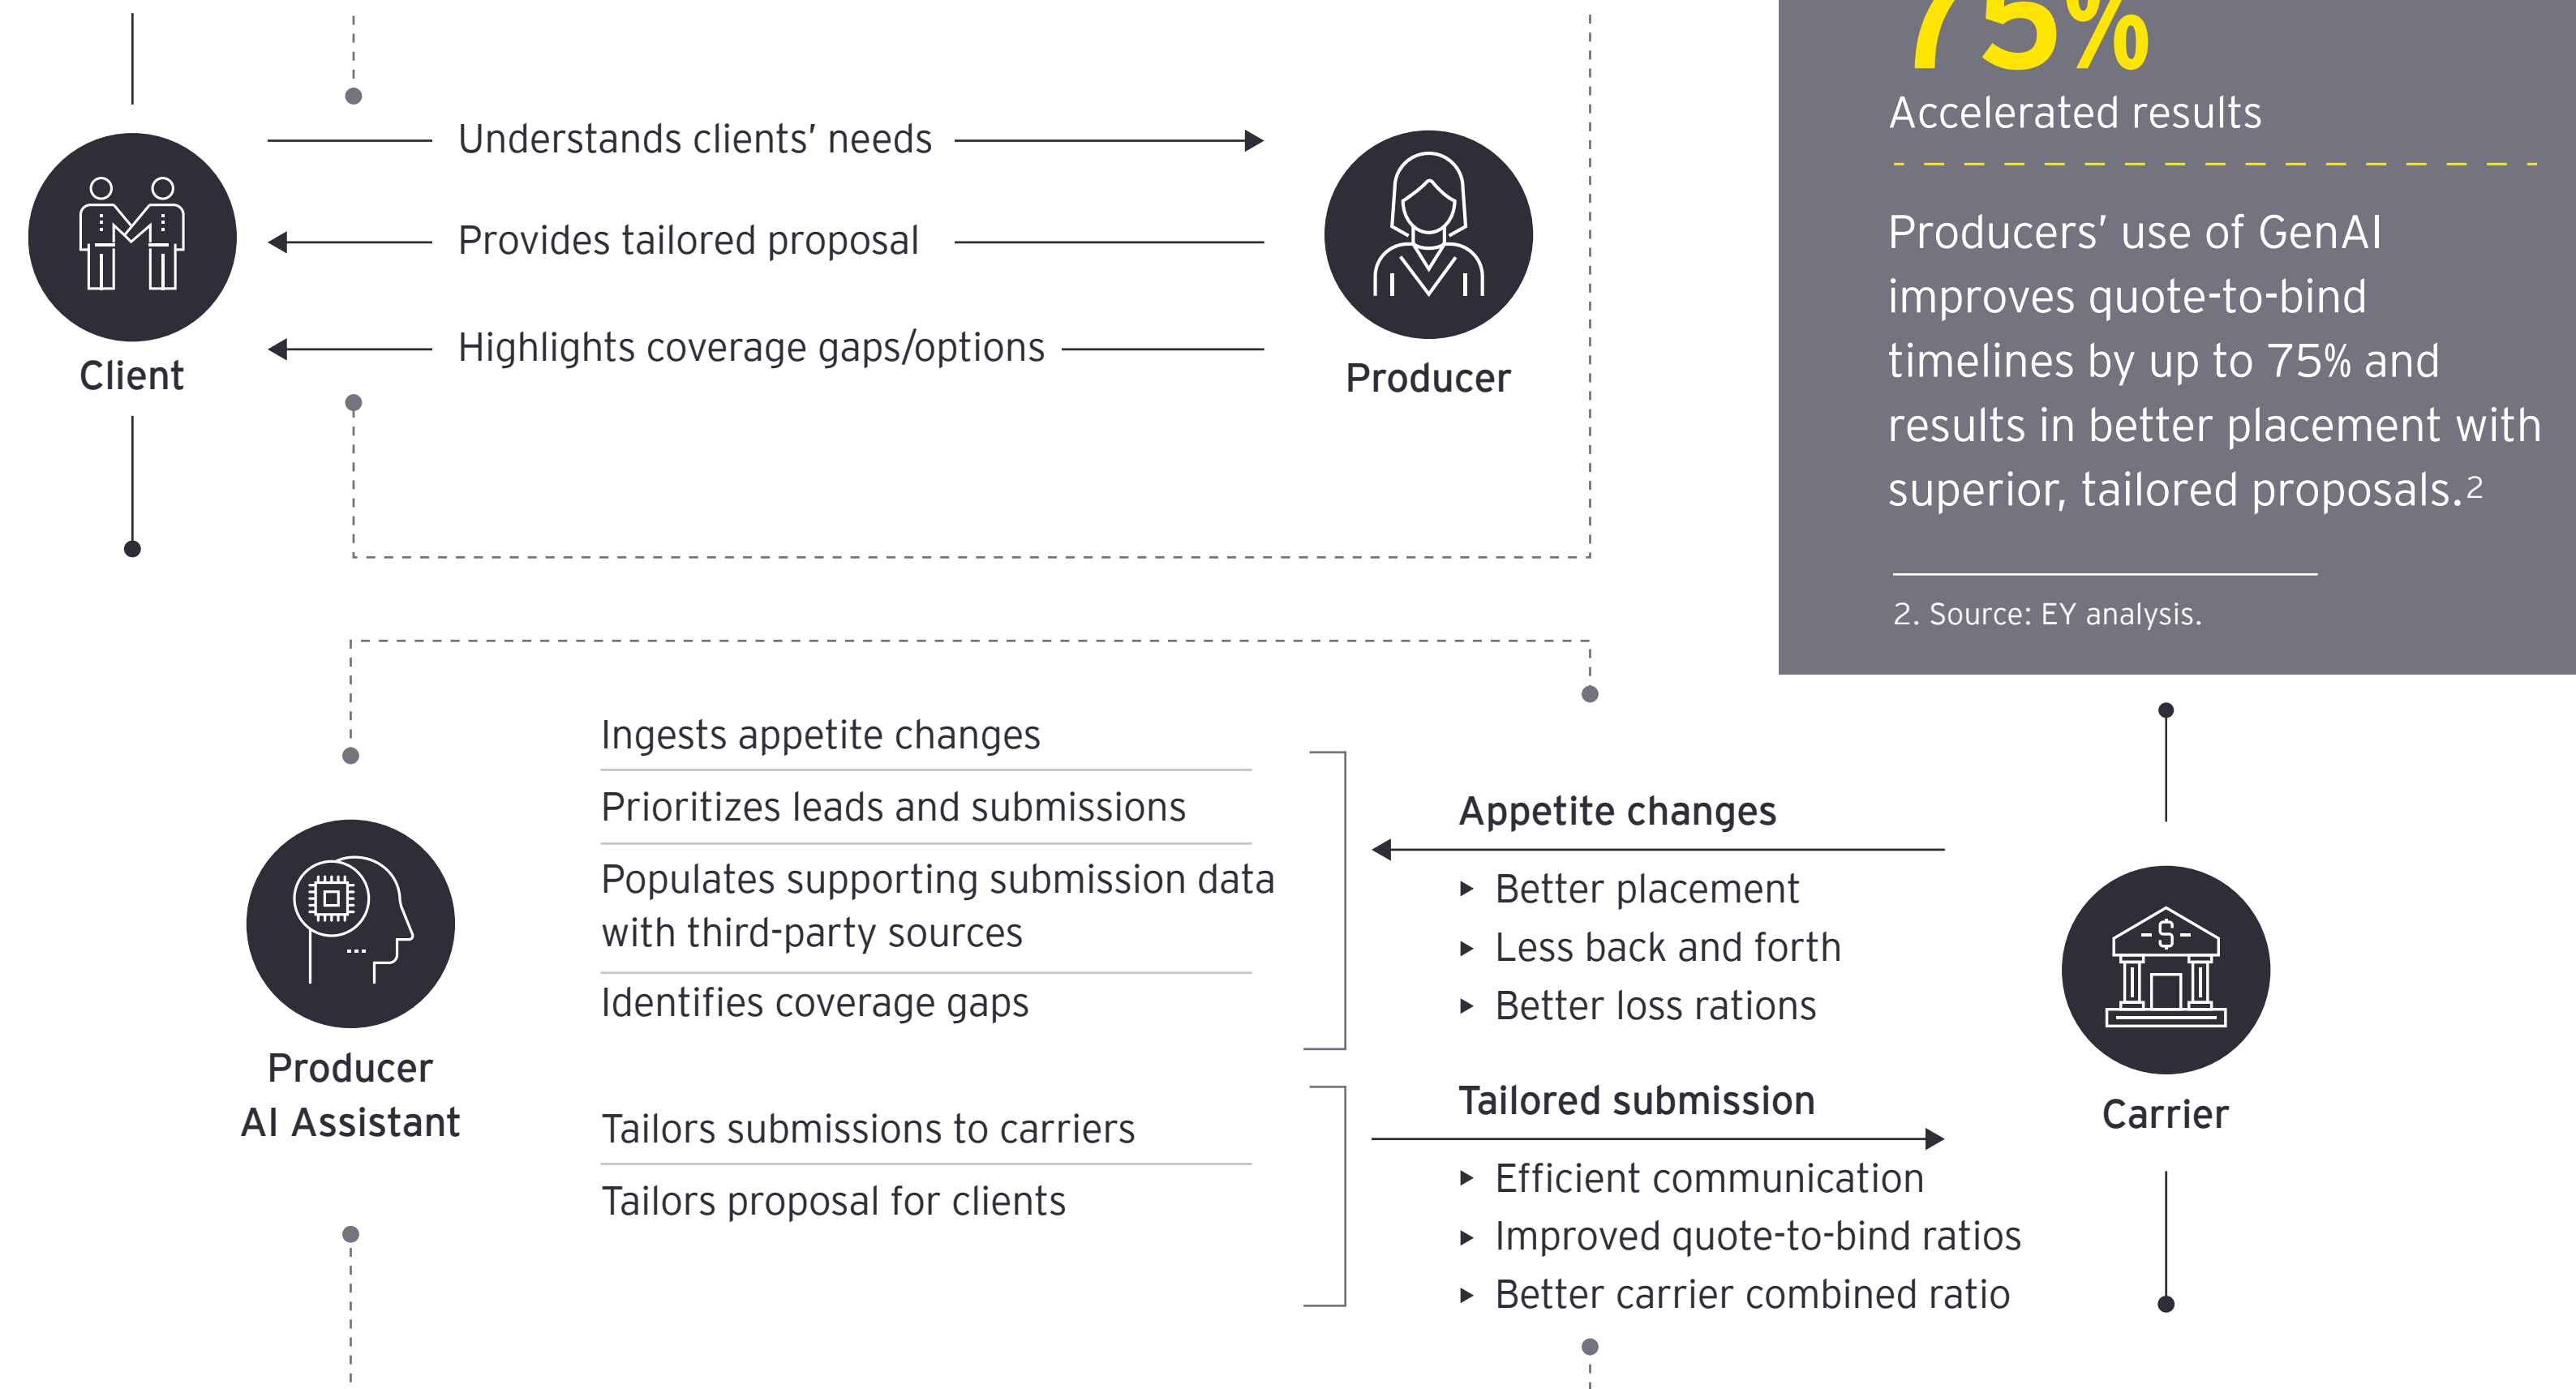 75%
Accelerated results
Producers' use of GenAI
improves quote-to-bind
timelines by up to 75% and
results in better placement with
superior, tailored proposals.2
2. Source: EY analysis.
Understands clients' needs
Provides tailored proposal
Highlights coverage gaps/options
Client
Producer
Ingests appetite changes
Prioritizes leads and submissions
Populates supporting submission data
with third-party sources
Identifies coverage gaps
Tailors submissions to carriers
Tailors proposal for clients
Producer
AI Assistant
Appetite changes
Better placement
Less back and forth
Better loss rations
Tailored submission
Efficient communication
Improved quote-to-bind ratios
Better carrier combined ratio
$
Carrier